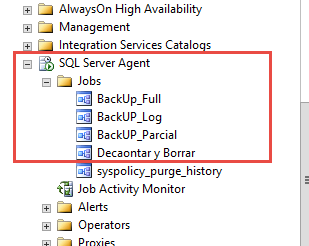 AlwaysOn High Availability
Management
Integration Services Catalogs
SQL Server Agent
Jobs
BackUp_Full
BackUP_Log
BackUP_Parcial
Decaontar y Borrar
syspolicy_purge_history
Job Activity Monitor
Alerts
Operators
Proxies